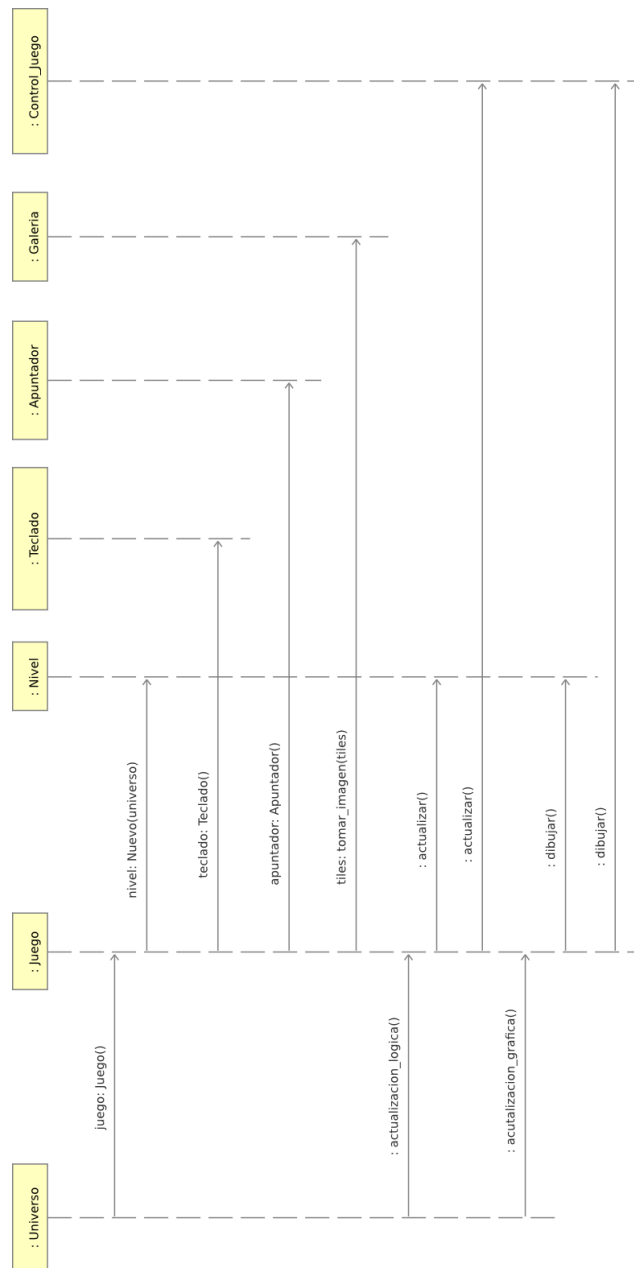 : Universo
: Juego
: Nivel
: Teclado
: Apuntador
: Galeria
: Control_Juego
juego: Juego()
nivel: Nuevo(universo)
teclado: Teclado()
apuntador: Apuntador()
tiles: tomar_imagen(tiles)
: actualizacion_logica()
: actualizar()
: actualizar()
: acutalizacion_grafica()
: dibujar()
: dibujar()